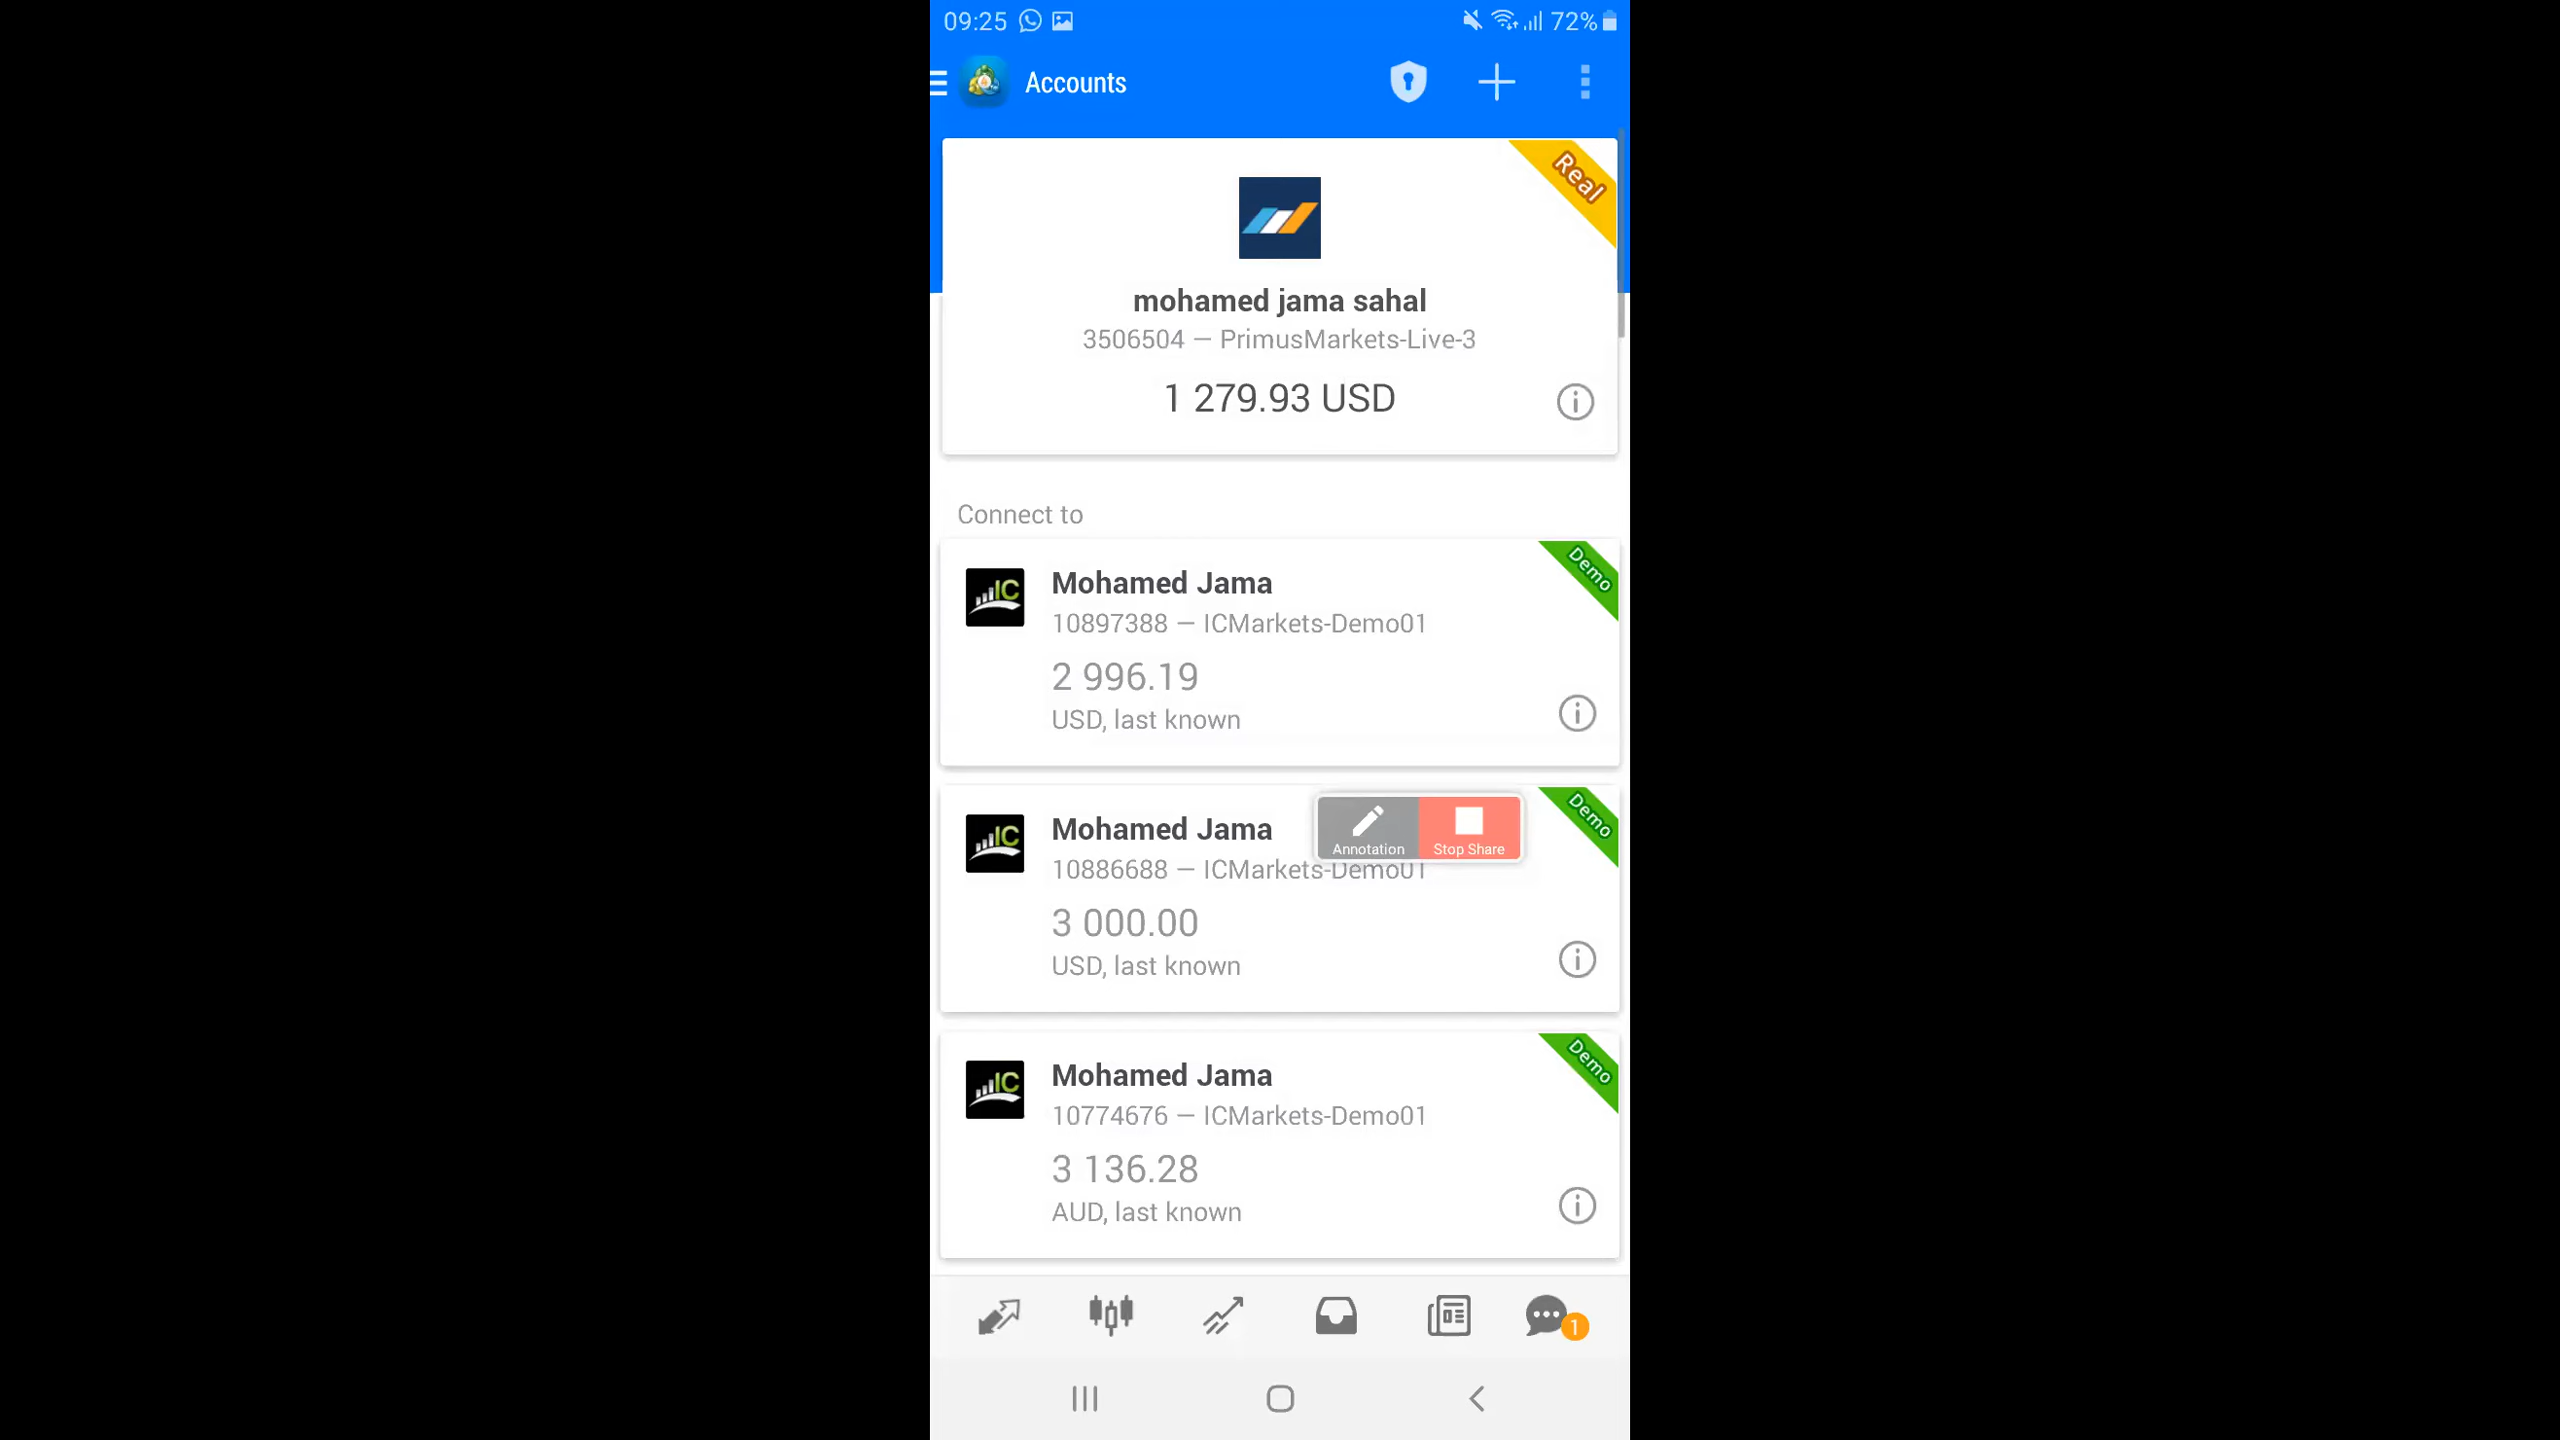 09:25
72%
Accounts
Real
mohamed jama sahal
3506504 — PrimusMarkets-Live-3
1 279.93 USD
Connect to
Demo
IC
Mohamed Jama
10897388 — ICMarkets-Demo01
2 996.19
USD, last known
Demo
IC
Mohamed Jama
Annotation
Stop Share
10886688 — ICMarkets-Demo01
3 000.00
USD, last known
Demo
IC
Mohamed Jama
10774676 — ICMarkets-Demo01
3 136.28
AUD, last known
1